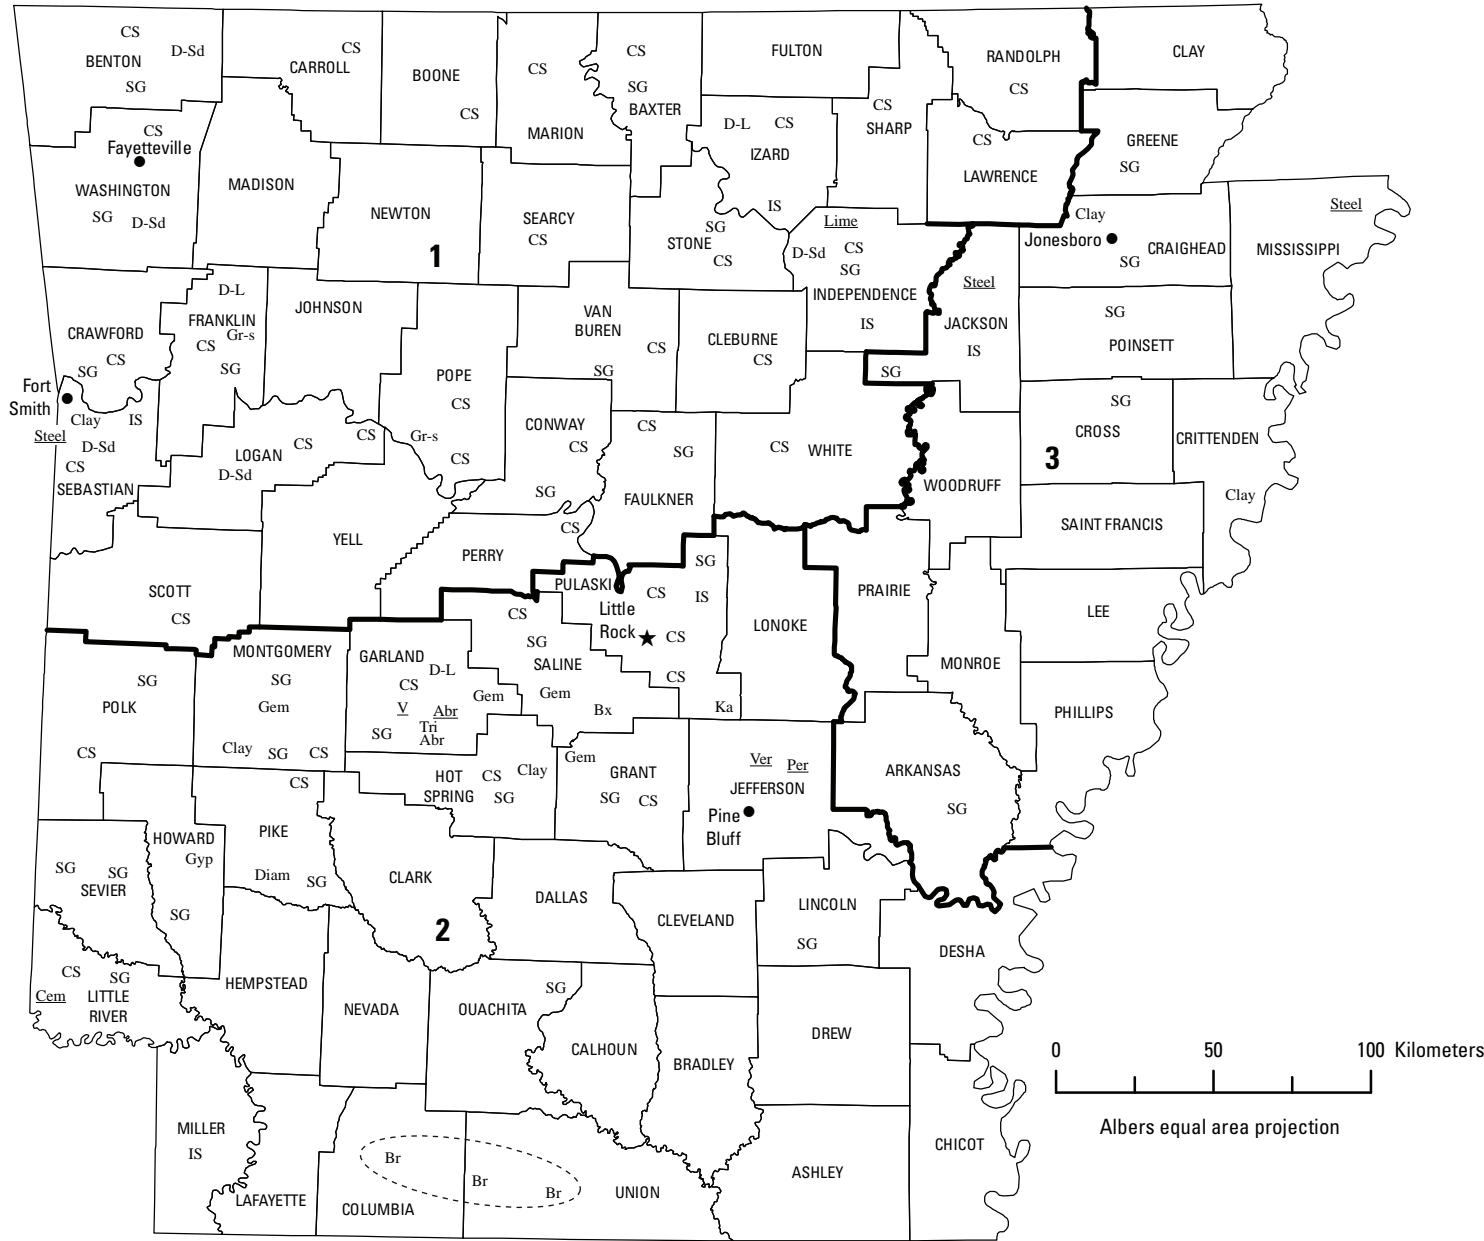 CS
BENTON
D-Sd
SG
CS
CARROLL
BOONE
CS
CS
MARION
CS
SG
BAXTER
FULTON
RANDOLPH
CS
CLAY
CS
Fayetteville
WASHINGTON
SG
D-Sd
MADISON
NEWTON
1
SEARCY
CS
SG
STONE
CS
D-L
CS
IZARD
IS
CS
SHARP
CS
LAWRENCE
GREENE
SG
Lime
D-Sd
CS
SG
INDEPENDENCE
IS
Steel
JACKSON
IS
Clay
Jonesboro
CRAIGHEAD
SG
Steel
MISSISSIPPI
CRAWFORD
CS
SG
D-L
FRANKLIN
Gr-s
CS
SG
JOHNSON
VAN
BUREN
CS
SG
CLEBURNE
CS
SG
SG
POINSETT
Fort
Smith
Clay
IS
Steel
D-Sd
CS
SEBASTIAN
LOGAN
CS
CS
D-Sd
POPE
CS
Gr-s
CS
CONWAY
CS
SG
CS
SG
FAULKNER
CS
WHITE
WOODRUFF
SG
CROSS
3
CRITTENDEN
Clay
SAINT FRANCIS
SCOTT
CS
YELL
PERRY
CS
PULASKI
SG
CS
IS
Little
Rock
CS
CS
Ka
LONOKE
PRAIRIE
MONROE
LEE
PHILLIPS
POLK
SG
CS
MONTGOMERY
SG
Gem
Clay
SG
CS
GARLAND
D-L
CS
V
Abr
Gem
SG
Tri
Abr
CS
SG
SALINE
Gem
Bx
HOT
SPRING
CS
Clay
SG
Gem
GRANT
SG
CS
Ver
Per
JEFFERSON
Pine
Bluff
ARKANSAS
SG
HOWARD
Gyp
SG
CS
PIKE
Diam
SG
SG
SG
SEVIER
CLARK
2
DALLAS
CLEVELAND
LINCOLN
SG
DESHA
CS
SG
Cem
LITTLE
RIVER
HEMPSTEAD
NEVADA
OUACHITA
SG
CALHOUN
BRADLEY
DREW
0
50
100 Kilometers
Albers equal area projection
MILLER
IS
LAFAYETTE
Br
COLUMBIA
Br
Br
UNION
ASHLEY
CHICOT